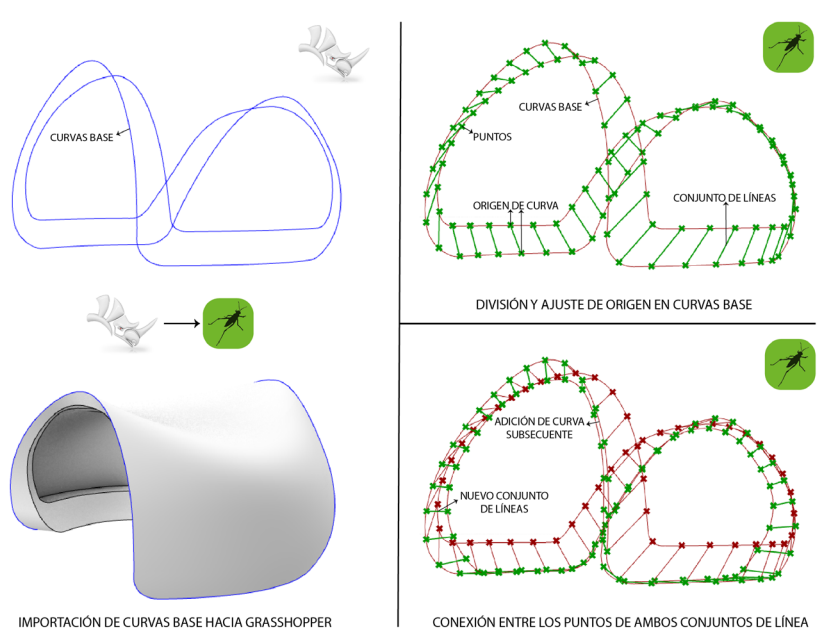 CURVAS BASE
IMPORTACIÓN DE CURVAS BASE HACIA GRASSHOPPER
CURVAS BASE
PUNTOS
ORIGEN DE CURVA
CONJUNTO DE LÍNEAS
DIVISIÓN Y AJUSTE DE ORIGEN EN CURVAS BASE
ADICIÓN DE CURVA
SUBSECUENTE
NUEVO CONJUNTO
DE LÍNEAS
CONEXIÓN ENTRE LOS PUNTOS DE AMBOS CONJUNTOS DE LÍNEA